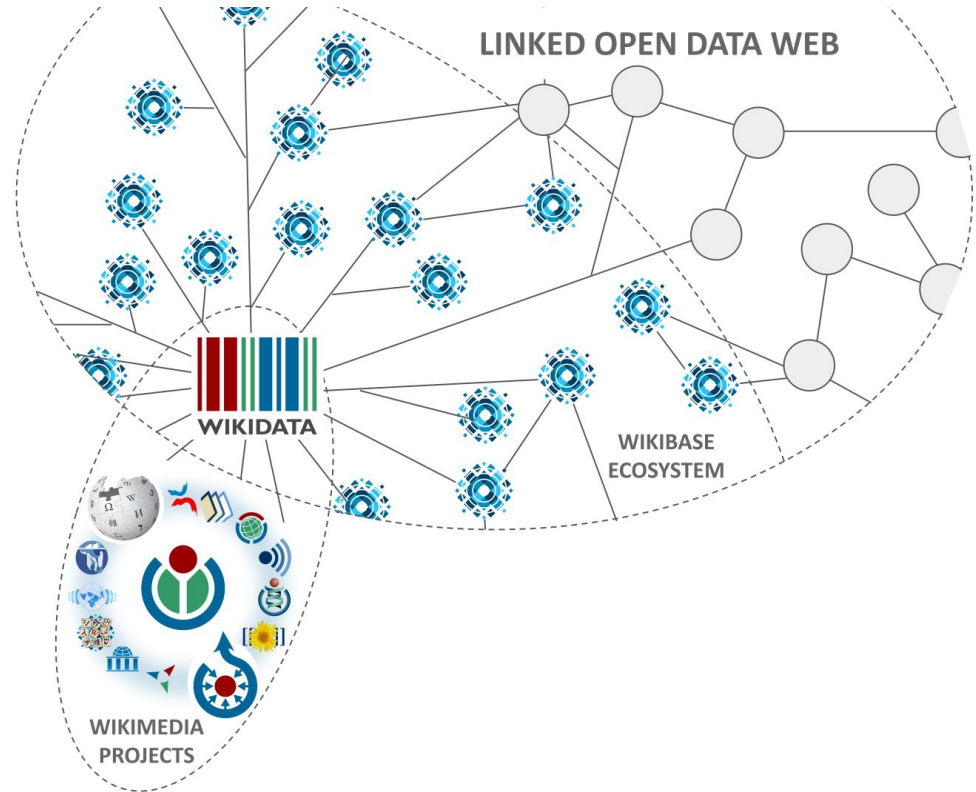 LINKED OPEN DATA WEB
WIKIDATA
WIKIBASE
ECOSYSTEM
WIKIMEDIA
PROJECTS